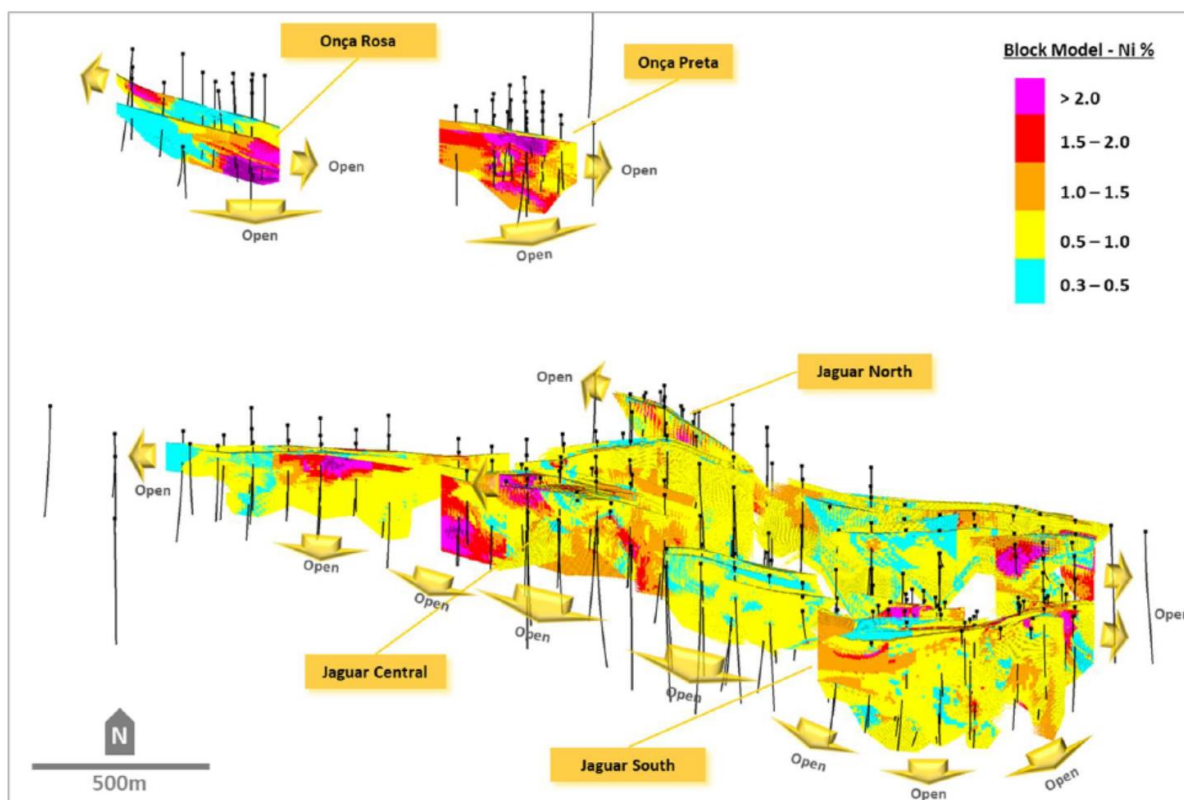 Onça Rosa
Onça Preta
Block Model - Ni %
> 2.0
1.5 – 2.0
1.0 – 1.5
0.5 – 1.0
0.3 – 0.5
Open
Open
Open
Open
Jaguar North
Open
Open
Open
Open
Open
Open
Open
Jaguar Central
Jaguar South
Open
Open
Open
N
500m